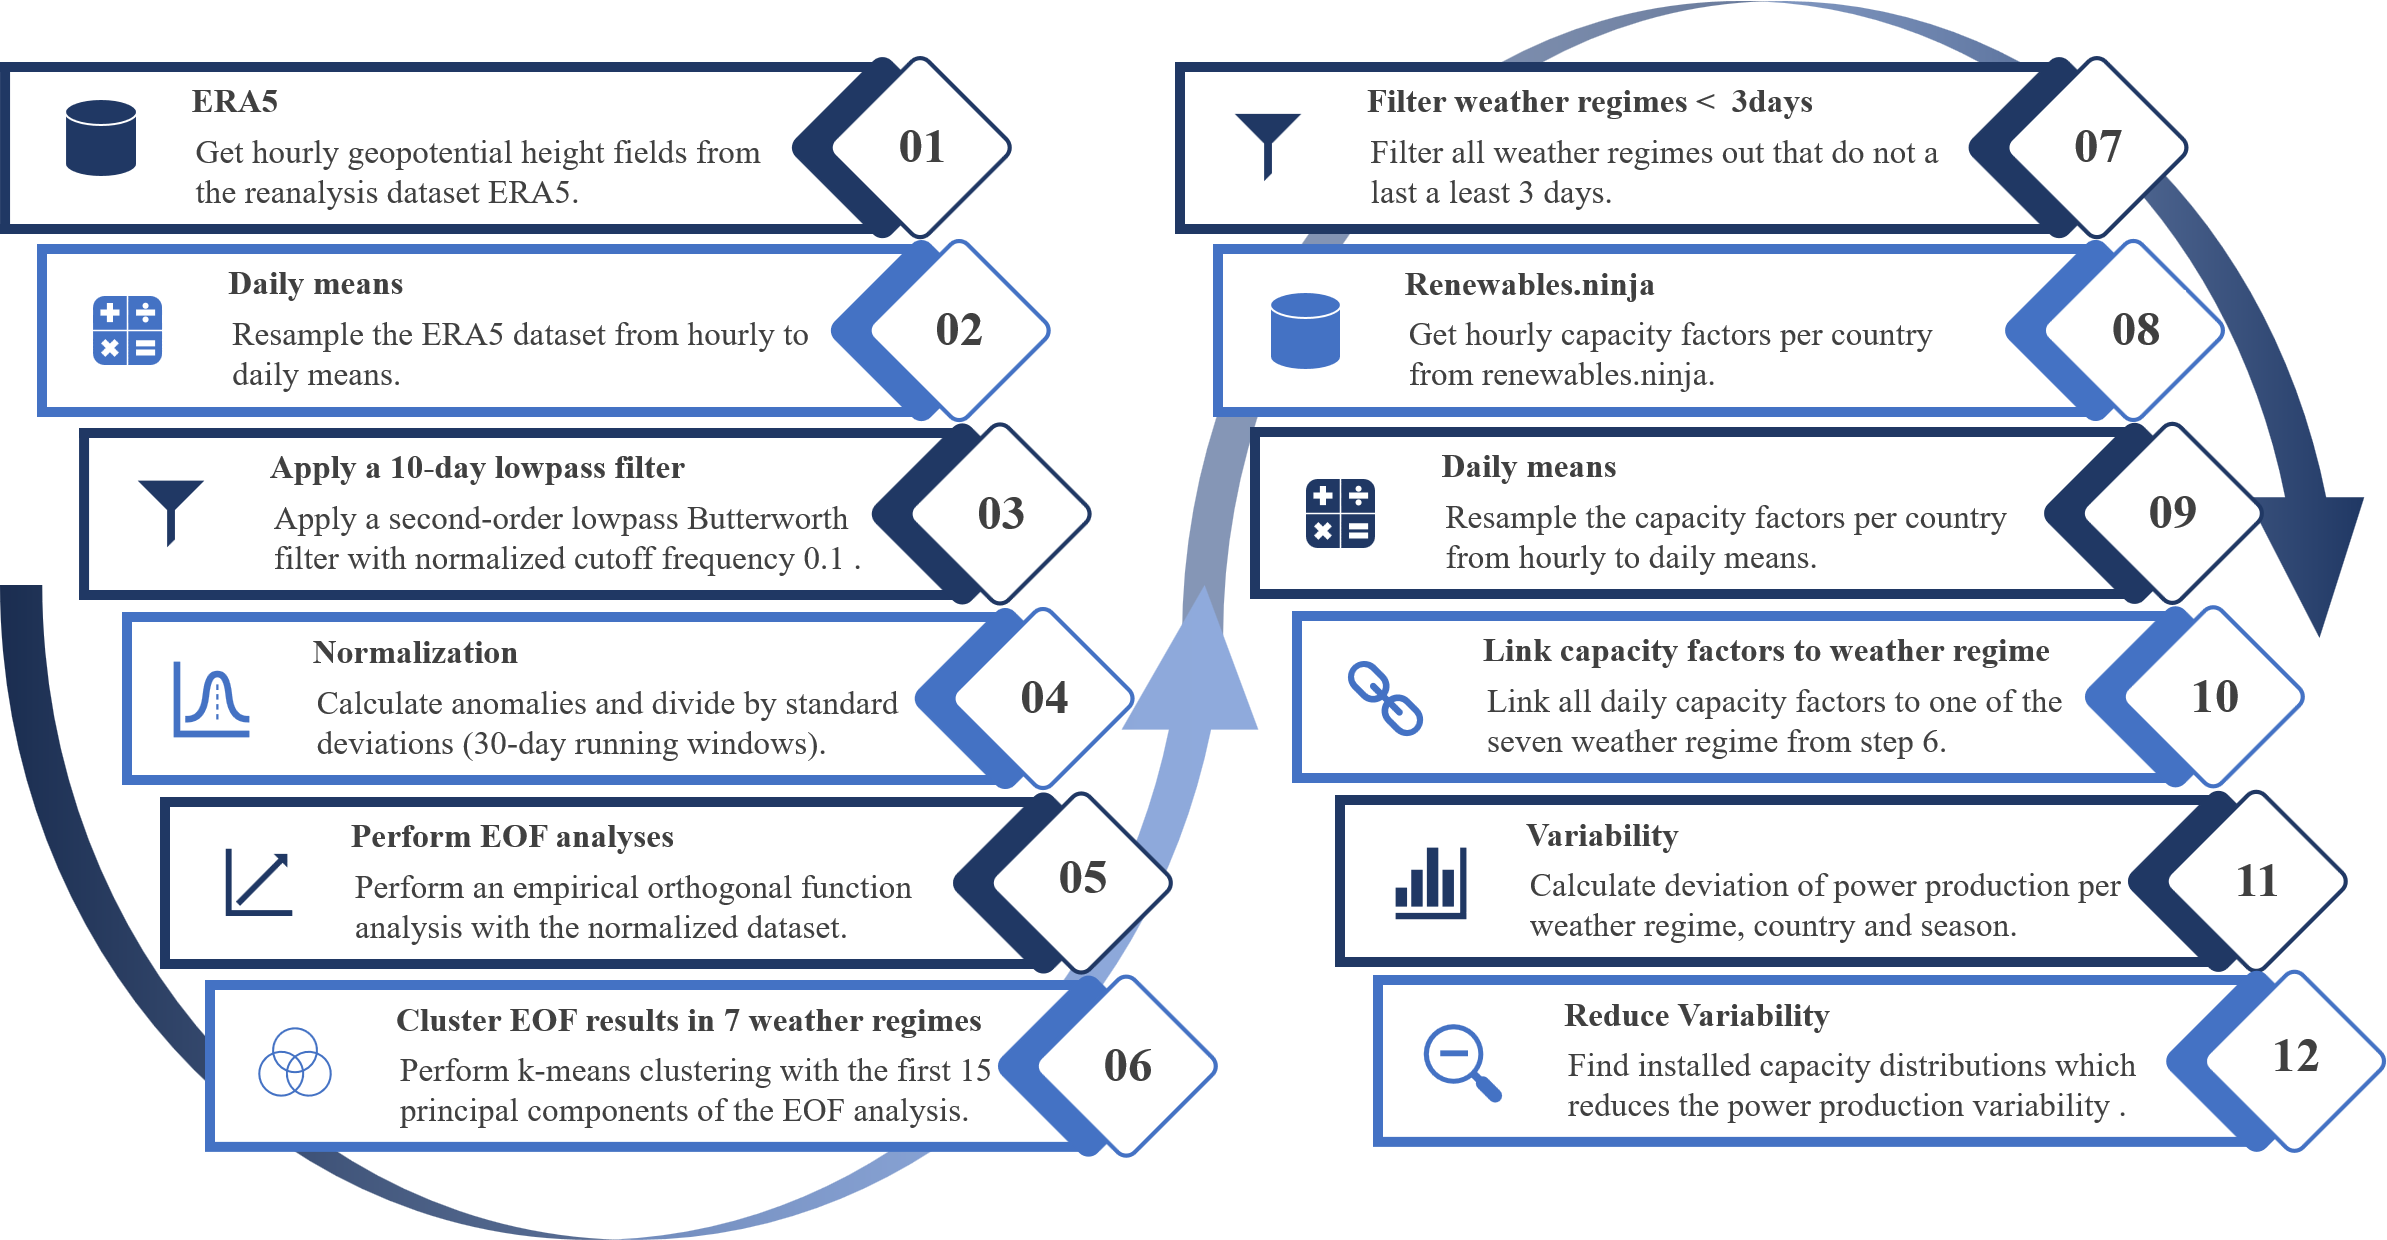 ERA5
Get hourly geopotential height fields from
the reanalysis dataset ERA5.
01
Daily means
Resample the ERA5 dataset from hourly to
daily means.
02
Apply a 10-day lowpass filter
Apply a second-order lowpass Butterworth
filter with normalized cutoff frequency 0.1 .
03
Normalization
Calculate anomalies and divide by standard
deviations (30-day running windows).
04
Perform EOF analyses
Perform an empirical orthogonal function
analysis with the normalized dataset.
05
Cluster EOF results in 7 weather regimes
Perform k-means clustering with the first 15
principal components of the EOF analysis.
06
Filter weather regimes <  3days
Filter all weather regimes out that do not a
last a least 3 days.
07
Renewables.ninja
Get hourly capacity factors per country
from renewables.ninja.
08
Daily means
Resample the capacity factors per country
from hourly to daily means.
09
Link capacity factors to weather regime
Link all daily capacity factors to one of the
seven weather regime from step 6.
10
Variability
Calculate deviation of power production per
weather regime, country and season.
11
Reduce Variability
Find installed capacity distributions which
reduces the power production variability .
12